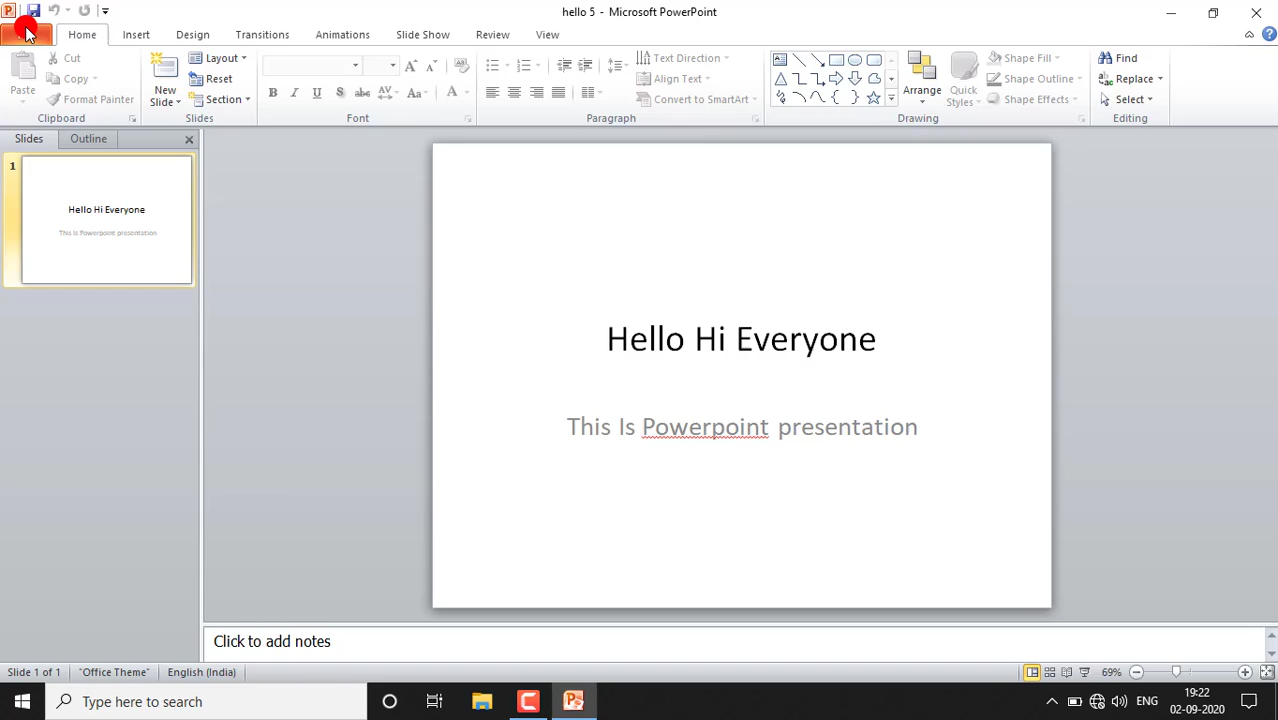 hello 5 - Microsoft PowerPoint
Home Insert Design Transitions Animations Slide Show Review View
Paste
Cut
Copy
Format Painter
Clipboard
New Slide
Layout
Reset
Section
Slides
B I U S abc AV Aa A
Font
Text Direction
Align Text
Convert to SmartArt
Paragraph
Arrange
Quick Styles
Shape Fill
Shape Outline
Shape Effects
Drawing
Find
Replace
Select
Editing
Slides Outline
1
Hello Hi Everyone
This Is Powerpoint presentation
Hello Hi Everyone
This Is Powerpoint presentation
Click to add notes
Slide 1 of 1 "Office Theme" English (India) 69%
Type here to search
ENG
19:22
02-09-2020